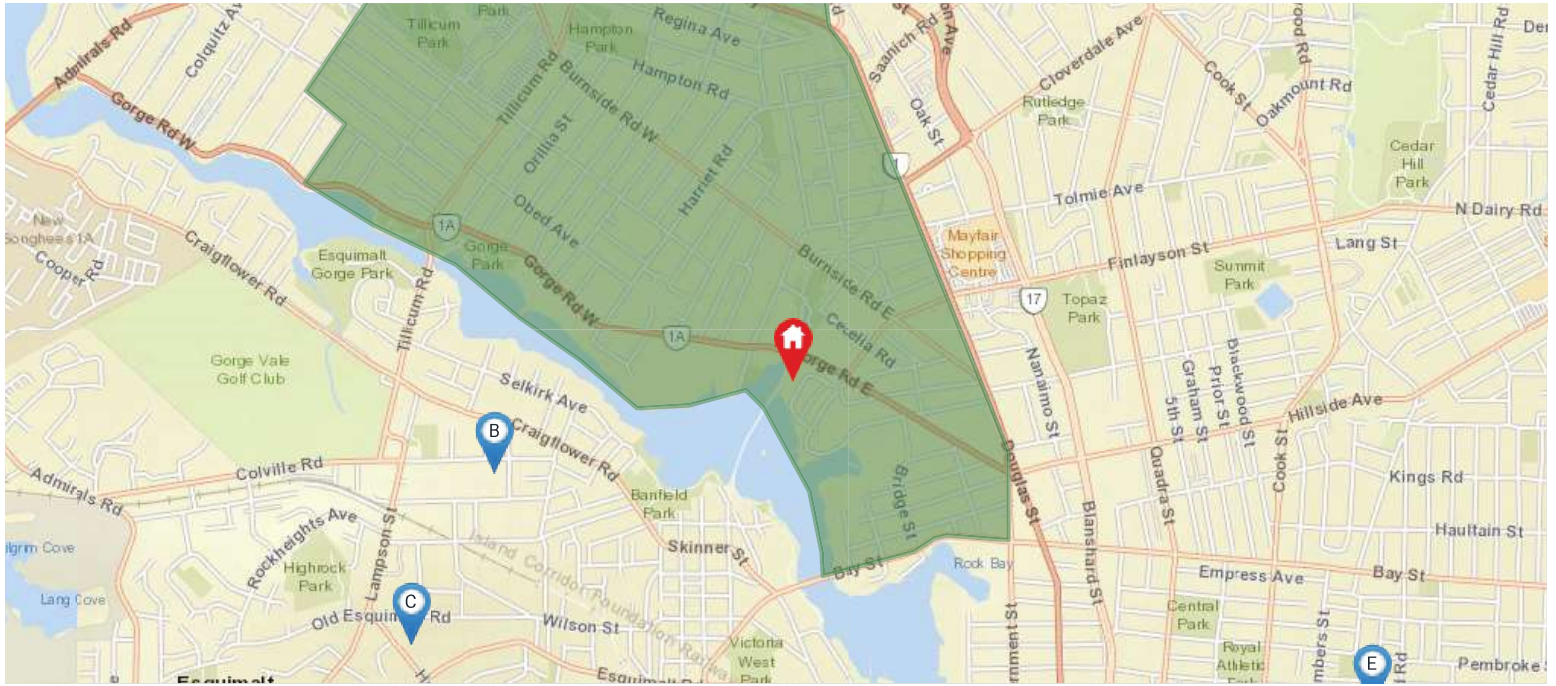 Park
Tillicum
Park
Hampton
Park
Regina Ave
Hampton Rd
Admirals Rd
Colquitz Av
Gorge Rd W
Tillicum Rd
Burnside Rd W
Orillia St
Harriet Rd
Obed Ave
Saanich Rd
Oak St
Cloverdale Ave
Rutledge
Park
Cook St
Oakmount Rd
Cedar Hill Rd
Cedar
Hill
Park
Tolmie Ave
N Dairy Rd
Lang St
Finlayson St
Summit
Park
Mayfair
Shopping
Centre
1
17
Topaz
Park
New
Songhees 1A
Cooper Rd
Craigflower Rd
Esquimalt
Gorge Park
1A
Gorge
Park
Gorge Rd W
1A
Burnside Rd E
Cecelia Rd
Gorge Rd E
Tillicum Rd
Gorge Vale
Golf Club
Selkirk Ave
B
Craigflower Rd
Nanaimo St
5th St
Graham St
Prior St
Blackwood St
Hillside Ave
Cook St
Quadra St
Kings Rd
Haultain St
Douglas St
Blanshard St
Bridge St
Colville Rd
Admirals Rd
Rockheights Ave
Highrock
Park
Lampson St
Banfield
Park
Skinner St
Island Corridor Foundation Railway
Bay St
Rock Bay
Empress Ave
Bay St
Lang Cove
C
Old Esquimalt Rd
Wilson St
Victoria
West
Park
Esquimalt Rd
Esquimalt
Central
Park
Royal
Athletic
E
Pembroke